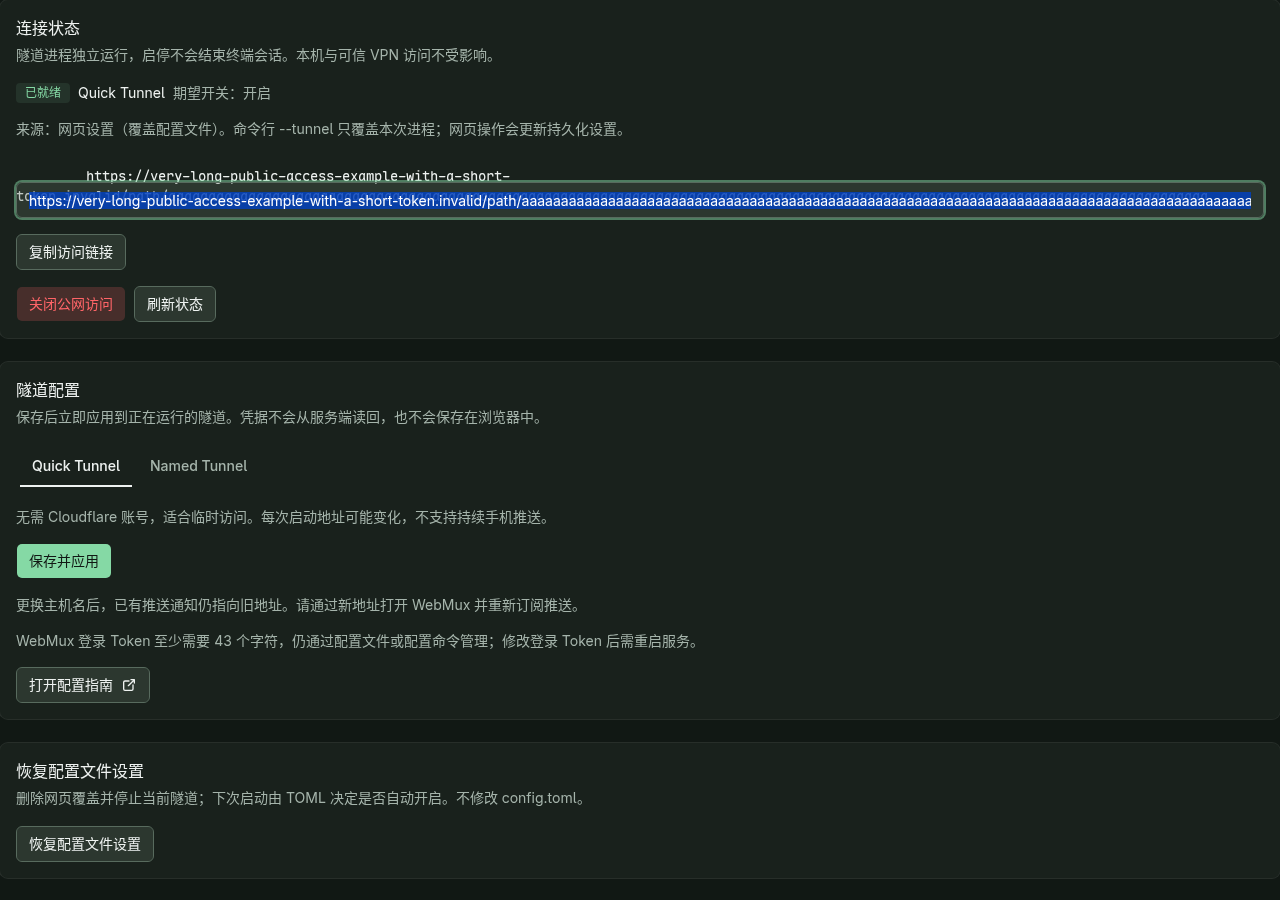 连接状态
隧道进程独立运行，启停不会结束终端会话。本机与可信 VPN 访问不受影响。
已就绪 Quick Tunnel 期望开关：开启
来源：网页设置（覆盖配置文件）。命令行 --tunnel 只覆盖本次进程；网页操作会更新持久化设置。
https://very-long-public-access-example-with-a-short-
https://very-long-public-access-example-with-a-short-token.invalid/path/
复制访问链接
关闭公网访问 刷新状态
隧道配置
保存后立即应用到正在运行的隧道。凭据不会从服务端读回，也不会保存在浏览器中。
Quick Tunnel Named Tunnel
无需 Cloudflare 账号，适合临时访问。每次启动地址可能变化，不支持持续手机推送。
保存并应用
更换主机名后，已有推送通知仍指向旧地址。请通过新地址打开 WebMux 并重新订阅推送。
WebMux 登录 Token 至少需要 43 个字符，仍通过配置文件或配置命令管理；修改登录 Token 后需重启服务。
打开配置指南
恢复配置文件设置
删除网页覆盖并停止当前隧道；下次启动由 TOML 决定是否自动开启。不修改 config.toml。
恢复配置文件设置